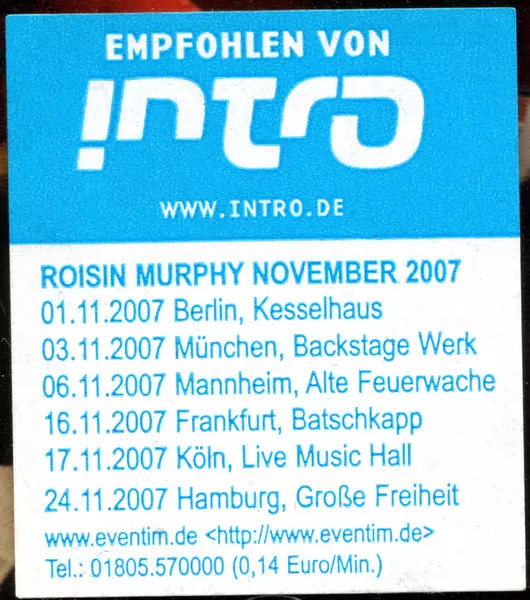 EMPFOHLEN VON
intro
WWW.INTRO.DE
ROISIN MURPHY NOVEMBER 2007
01.11.2007 Berlin, Kesselhaus
03.11.2007 München, Backstage Werk
06.11.2007 Mannheim, Alte Feuerwache
16.11.2007 Frankfurt, Batschkapp
17.11.2007 Köln, Live Music Hall
24.11.2007 Hamburg, Große Freiheit
www.eventim.de <http://www.eventim.de>
Tel.: 01805.570000 (0,14 Euro/Min.)